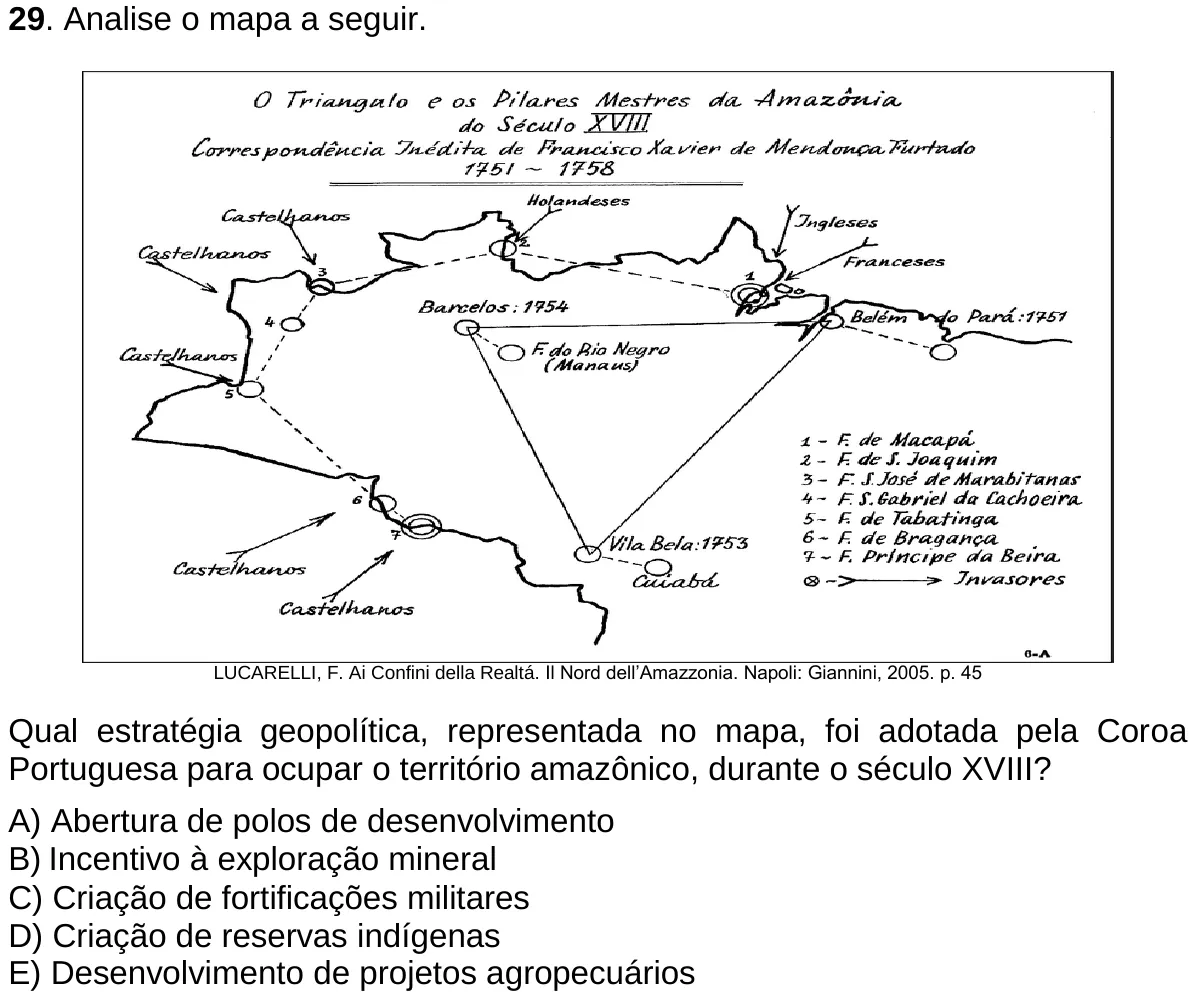 29. Analise o mapa a seguir.
O Triangulo e os Pilares Mestres da Amazônia
do Século XVIII
Correspondência Inédita de Francisco Xavier de Mendonça Furtado
1751 ~ 1758
Holandeses
Castelhanos
Ingleses
Castelhanos
Franceses
2
3
1
Barcelos: 1754
Belém do Pará: 1751
4
F. do Rio Negro
(Manaus)
Castelhanos
5
1 - F. de Macapá
2 - F. de S. Joaquim
3 - F. S. José de Marabitanas
4 - F. S. Gabriel da Cachoeira
5 - F. de Tabatinga
6 - F. de Bragança
7 - F. Príncipe da Beira
Invasores
6
7
Vila Bela: 1753
Cuiabá
Castelhanos
Castelhanos
6-A
LUCARELLI, F. Ai Confini della Realtá. Il Nord dell’Amazzonia. Napoli: Giannini, 2005. p. 45
Qual estratégia geopolítica, representada no mapa, foi adotada pela Coroa
Portuguesa para ocupar o território amazônico, durante o século XVIII?
A) Abertura de polos de desenvolvimento
B) Incentivo à exploração mineral
C) Criação de fortificações militares
D) Criação de reservas indígenas
E) Desenvolvimento de projetos agropecuários